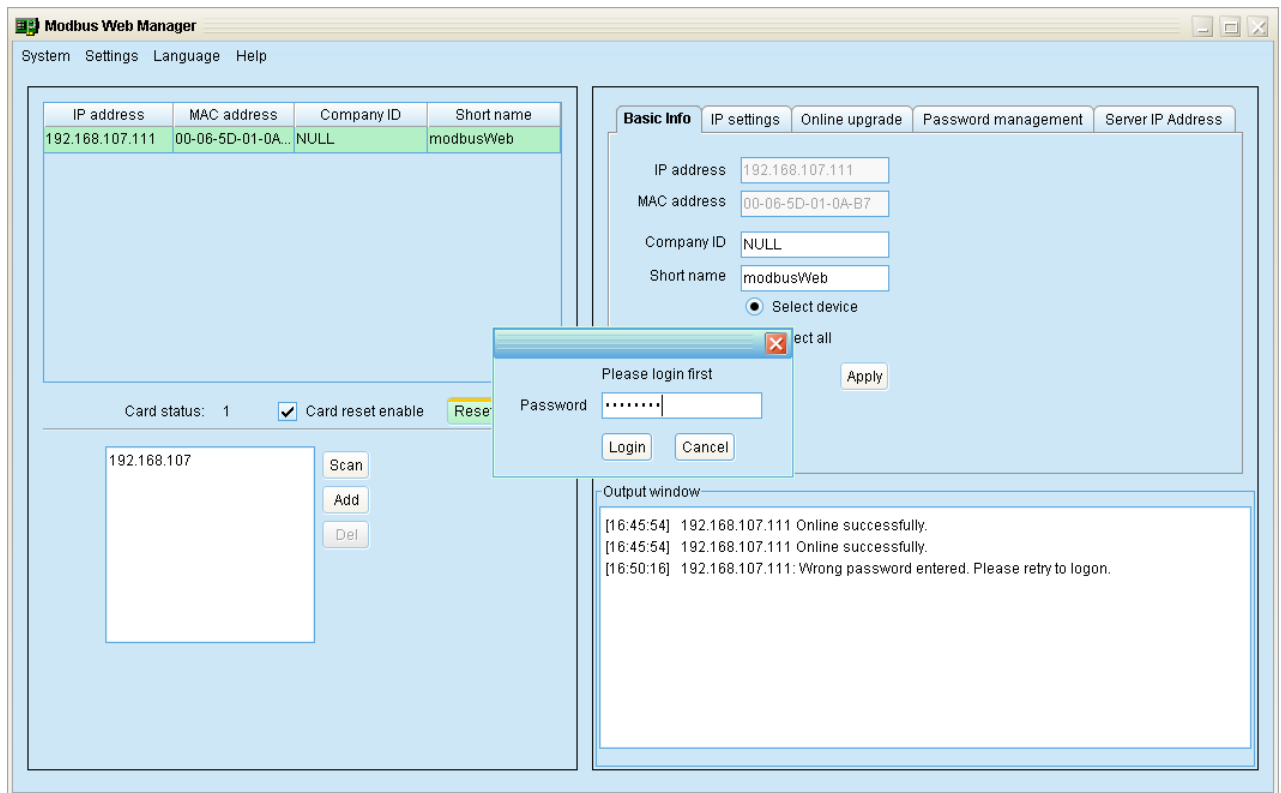 Modbus Web Manager
System Settings Language Help
IP address MAC address Company ID Short name
192.168.107.111 00-06-5D-01-0A... NULL modbusWeb
Card status: 1 Card reset enable Rese
192.168.107
Scan
Add
Del
Basic Info IP settings Online upgrade Password management Server IP Address
IP address 192.168.107.111
MAC address 00-06-5D-01-0A-B7
Company ID NULL
Short name modbusWeb
Select device
ect all
Apply
Please login first
Password ········
Login Cancel
Output window
[16:45:54] 192.168.107.111 Online successfully.
[16:45:54] 192.168.107.111 Online successfully.
[16:50:16] 192.168.107.111: Wrong password entered. Please retry to logon.